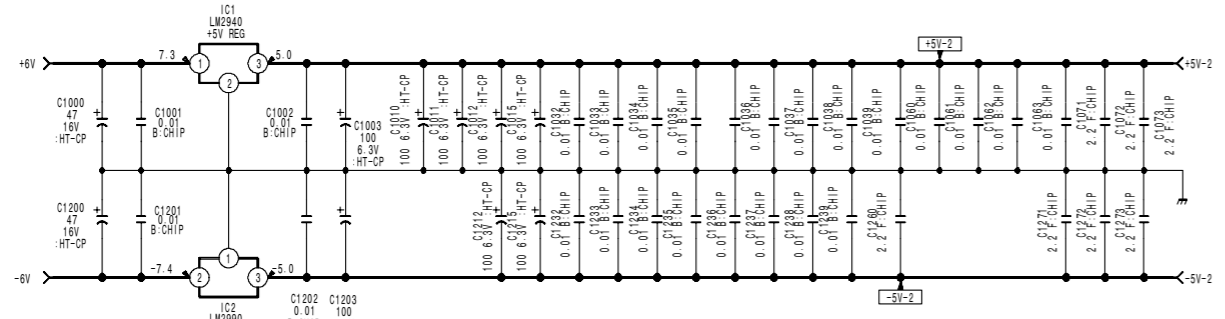 IC1
LM2940
+5V REG
+6V
7.3
5.0
1
3
2
+5V-2
+5V-2
C1000
47
16V
:HT-CP
C1001
0.01
B:CHIP
C1002
0.01
B:CHIP
C1003
100
6.3V
:HT-CP
C1010
100 6.3V :HT-CP
C1011
100 6.3V :HT-CP
C1012
100 6.3V :HT-CP
C1015
100 6.3V :HT-CP
C1032
0.01 B:CHIP
C1033
0.01 B:CHIP
C1034
0.01 B:CHIP
C1035
0.01 B:CHIP
C1036
0.01 B:CHIP
C1037
0.01 B:CHIP
C1038
0.01 B:CHIP
C1039
0.01 B:CHIP
C1060
0.01 B:CHIP
C1061
0.01 B:CHIP
C1062
0.01 B:CHIP
C1063
0.01 B:CHIP
C1071
2.2 F:CHIP
C1072
2.2 F:CHIP
C1073
2.2 F:CHIP
C1200
47
16V
:HT-CP
C1201
0.01
B:CHIP
C1212
100 6.3V :HT-CP
C1215
100 6.3V :HT-CP
C1232
0.01 B:CHIP
C1233
0.01 B:CHIP
C1234
0.01 B:CHIP
C1235
0.01 B:CHIP
C1236
0.01 B:CHIP
C1237
0.01 B:CHIP
C1238
0.01 B:CHIP
C1239
0.01 B:CHIP
C1260
2.2 F:CHIP
C1271
2.2 F:CHIP
C1272
2.2 F:CHIP
C1273
2.2 F:CHIP
-6V
-7.4
-5.0
1
2
3
-5V-2
-5V-2
IC2
LM2990
C1202
0.01
C1203
100